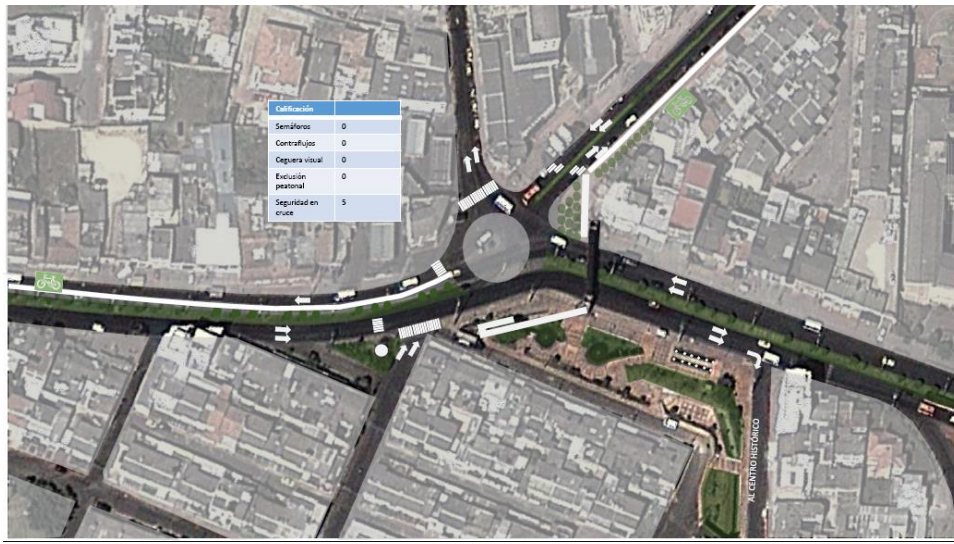 Calificación
Semáforos 0
Contraflujos 0
Ceguera visual 0
Exclusión
peatonal 0
Seguridad en
cruce 5
AL CENTRO HISTÓRICO